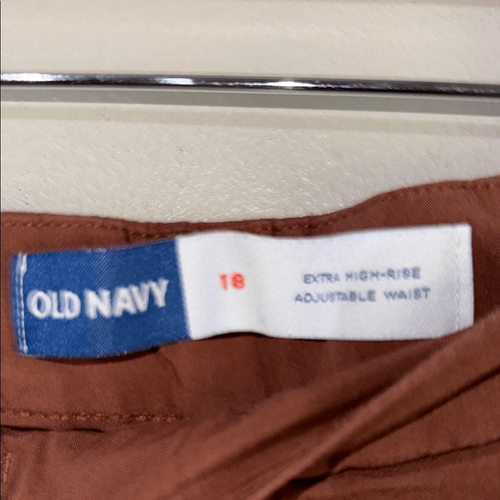 OLD NAVY
18
EXTRA HIGH-RISE
ADJUSTABLE WAIST